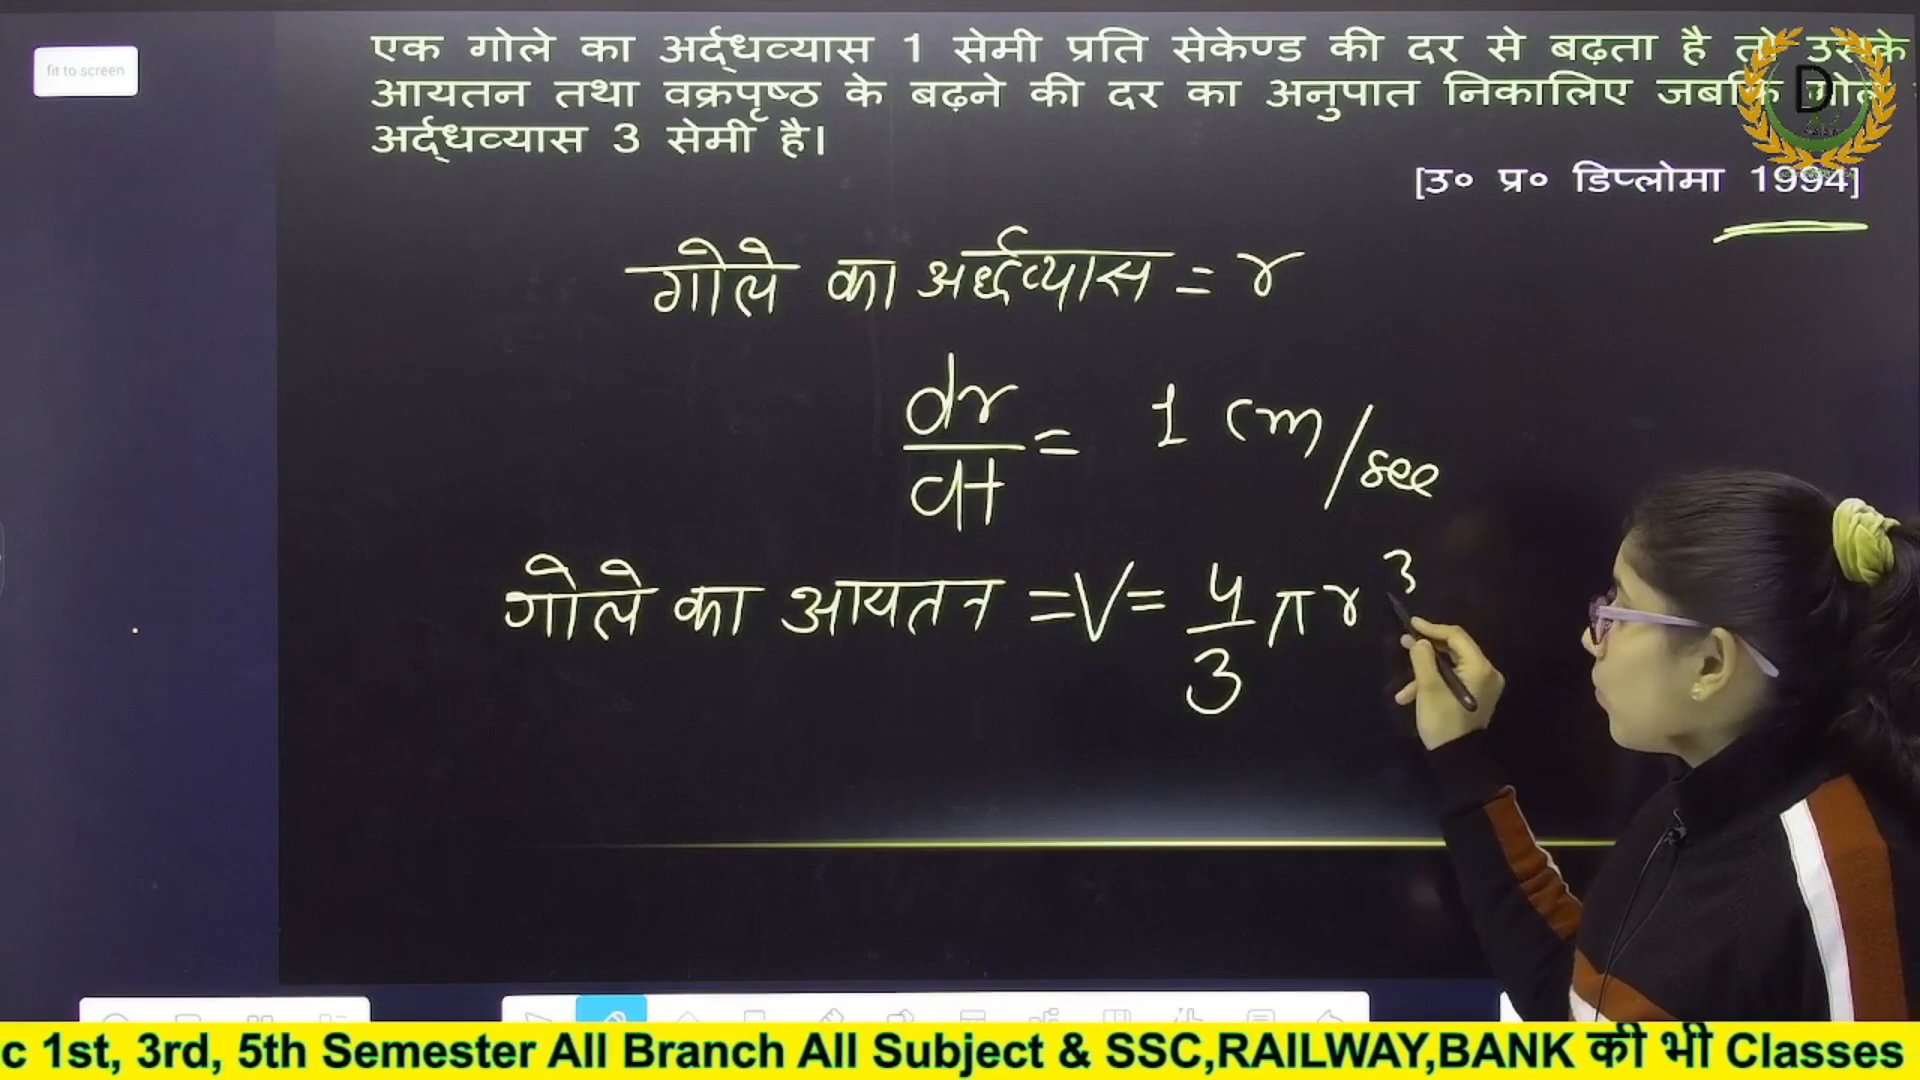 fit to screen
एक गोले का अर्द्धव्यास 1 सेमी प्रति सेकेण्ड की दर से बढ़ता है तो उसके
आयतन तथा वक्रपृष्ठ के बढ़ने की दर का अनुपात निकालिए जबकि
अर्द्धव्यास 3 सेमी है।
[उ० प्र० डिप्लोमा 1994]
D
गोले का अर्धव्यास = r
dr/dt = 1 cm/sec
गोले का आयतन = V = 4/3 πr³
c 1st, 3rd, 5th Semester All Branch All Subject & SSC,RAILWAY,BANK की भी Classes